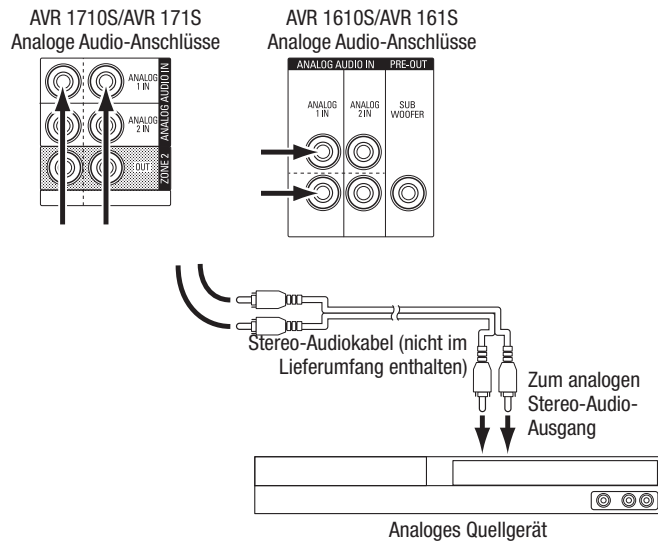 AVR 1710S/AVR 171S
Analoge Audio-Anschlüsse
ANALOG
1 IN
ANALOG
2 IN
OUT
ANALOG AUDIO IN
ZONE 2
AVR 1610S/AVR 161S
Analoge Audio-Anschlüsse
ANALOG AUDIO IN
PRE-OUT
ANALOG
1 IN
ANALOG
2 IN
SUB
WOOFER
Stereo-Audiokabel (nicht im
Lieferumfang enthalten)
Zum analogen
Stereo-Audio-
Ausgang
Analoges Quellgerät